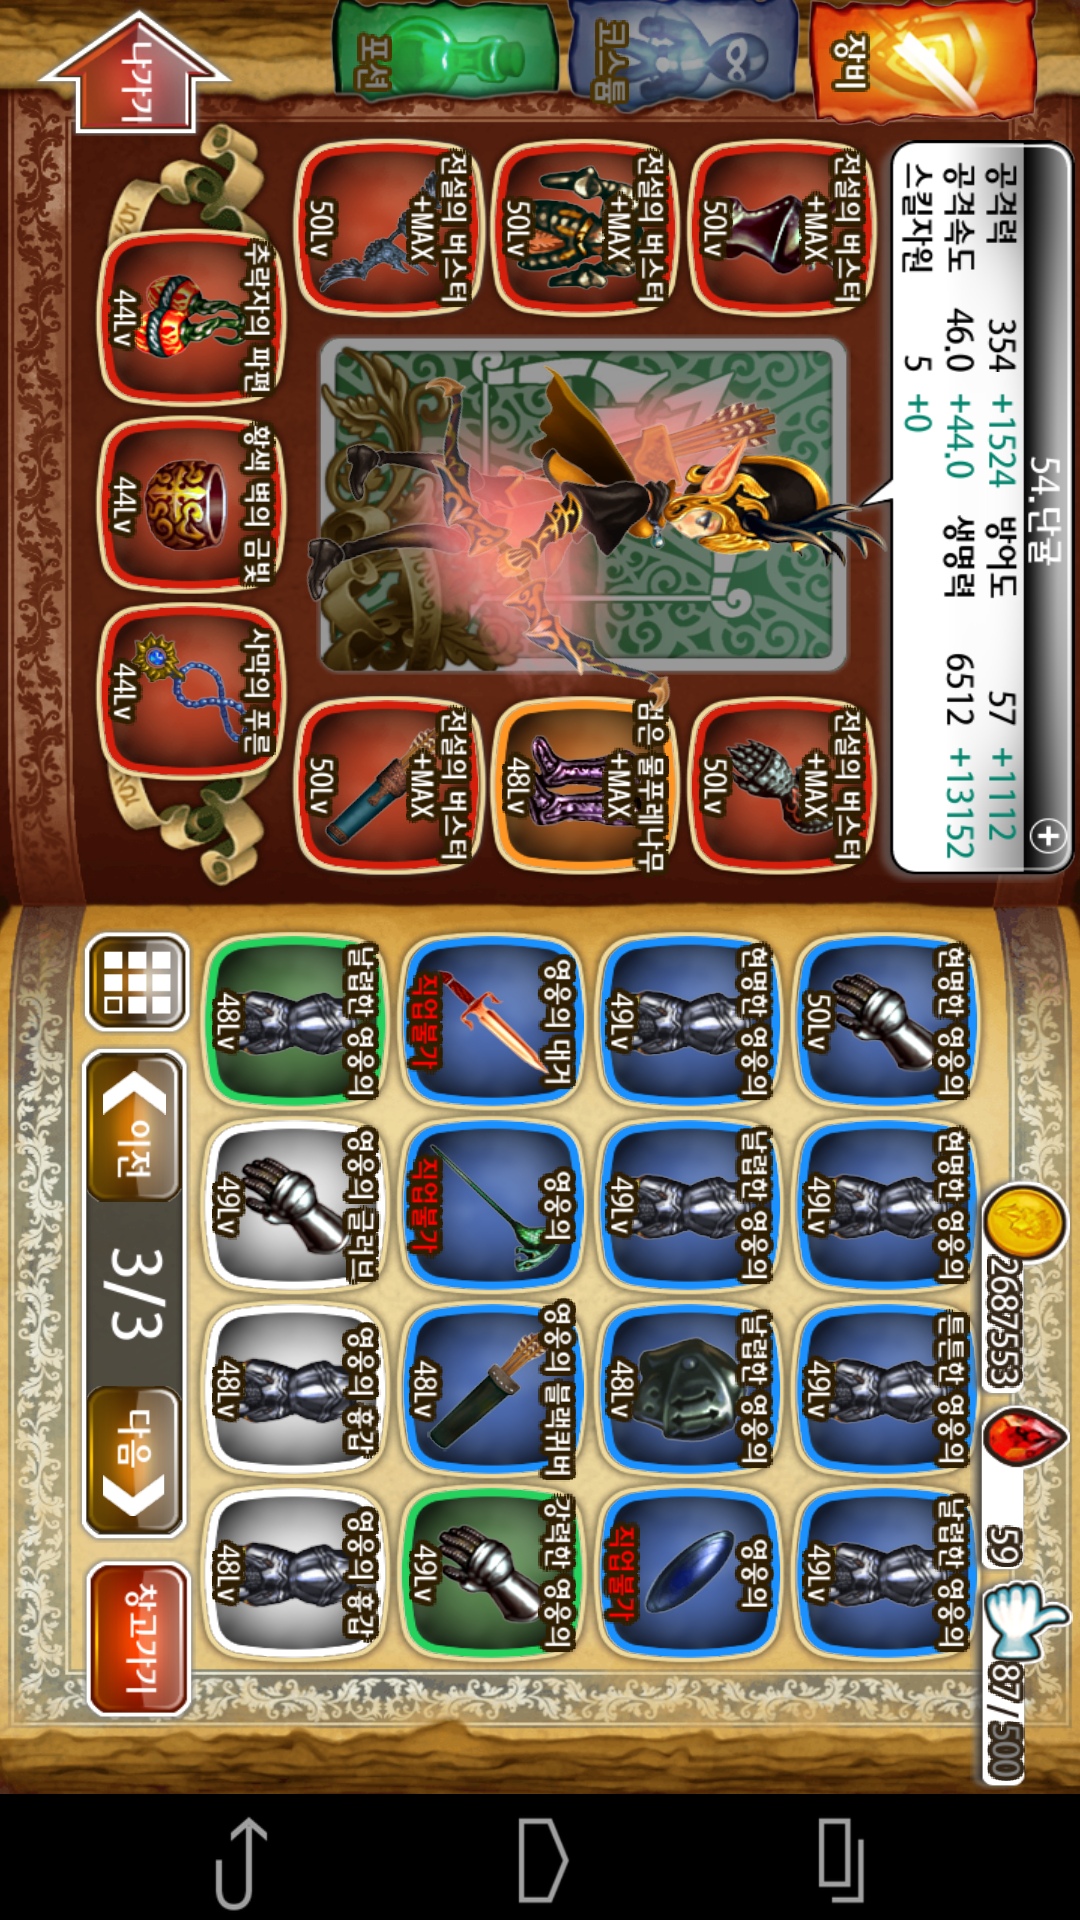 장비
코스튬
포션
나가기
54.단궁
공격력 354 +1524 방어도 57 +1112
공격속도 46.0 +44.0 생명력 6512 +13152
스킬자원 5 +0
전설의 버스터
+MAX
50Lv
전설의 버스터
+MAX
50Lv
전설의 버스터
+MAX
50Lv
전설의 버스터
+MAX
50Lv
검은 물푸레나무
+MAX
48Lv
전설의 버스터
+MAX
50Lv
추락자의 파편
44Lv
황색 벽의 금빛
44Lv
사막의 푸른
44Lv
2687553
59
87/500
현명한 영웅의
50Lv
현명한 영웅의
49Lv
튼튼한 영웅의
49Lv
날렵한 영웅의
49Lv
현명한 영웅의
49Lv
날렵한 영웅의
49Lv
날렵한 영웅의
48Lv
영웅의
직업불가
영웅의 대거
직업불가
영웅의
직업불가
영웅의 블랙퀴버
48Lv
강력한 영웅의
49Lv
날렵한 영웅의
48Lv
영웅의 글러브
49Lv
영웅의 흉갑
48Lv
영웅의 흉갑
48Lv
이전
3/3
다음
창고가기